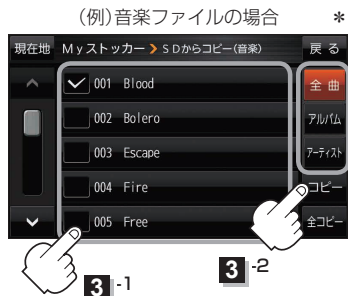 (例)音楽ファイルの場合 *
現在地 Myストッカー SDからコピー(音楽) 戻る
001 Blood 全曲
002 Bolero アルバム
003 Escape アーティスト
004 Fire コピー
005 Free 全コピー
3-1 3-2